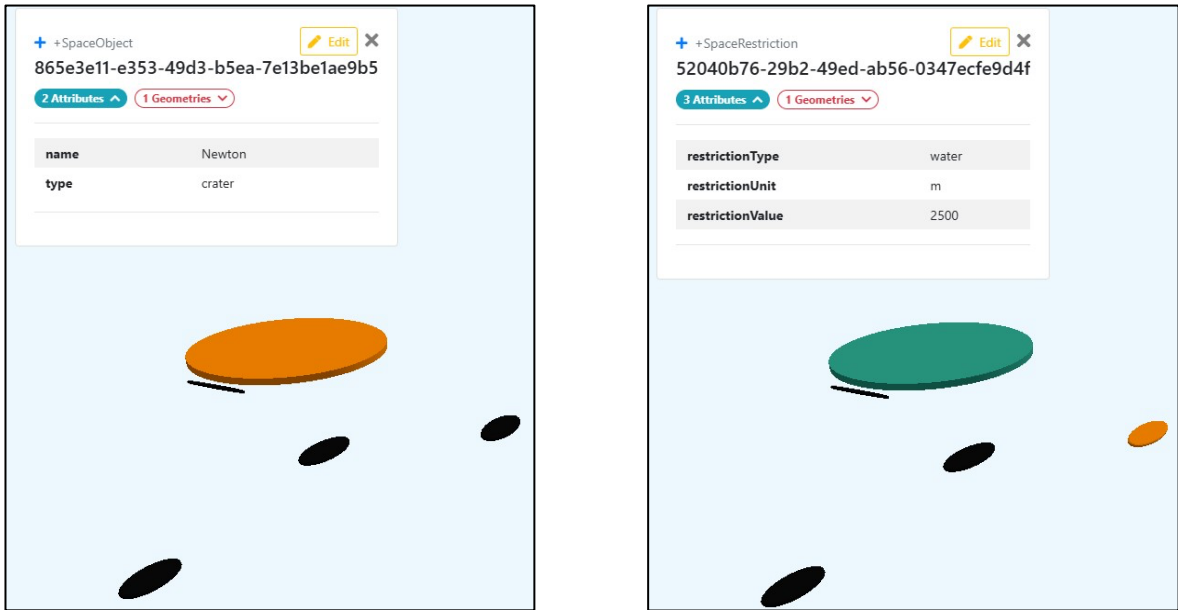 + +SpaceObject
Edit
865e3e11-e353-49d3-b5ea-7e13be1ae9b5
2 Attributes
1 Geometries
name Newton
type crater
+ +SpaceRestriction
Edit
52040b76-29b2-49ed-ab56-0347ecfe9d4f
3 Attributes
1 Geometries
restrictionType water
restrictionUnit m
restrictionValue 2500